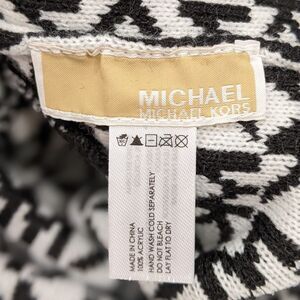 MICHAEL
MICHAEL KORS
MADE IN CHINA
100% ACRYLIC
HAND WASH COLD SEPARATELY
DO NOT BLEACH
LAY FLAT TO DRY